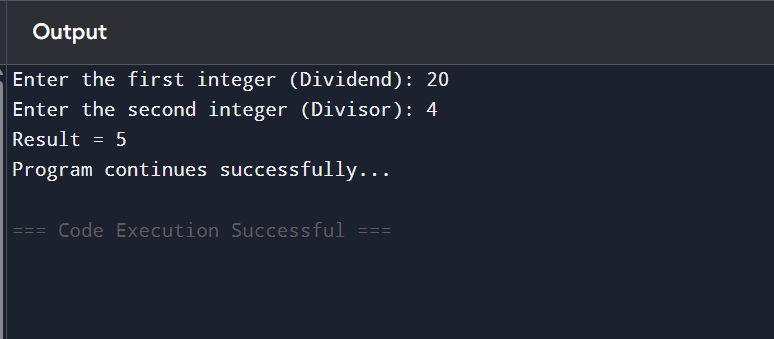 Output
Enter the first integer (Dividend): 20
Enter the second integer (Divisor): 4
Result = 5
Program continues successfully...
=== Code Execution Successful ===